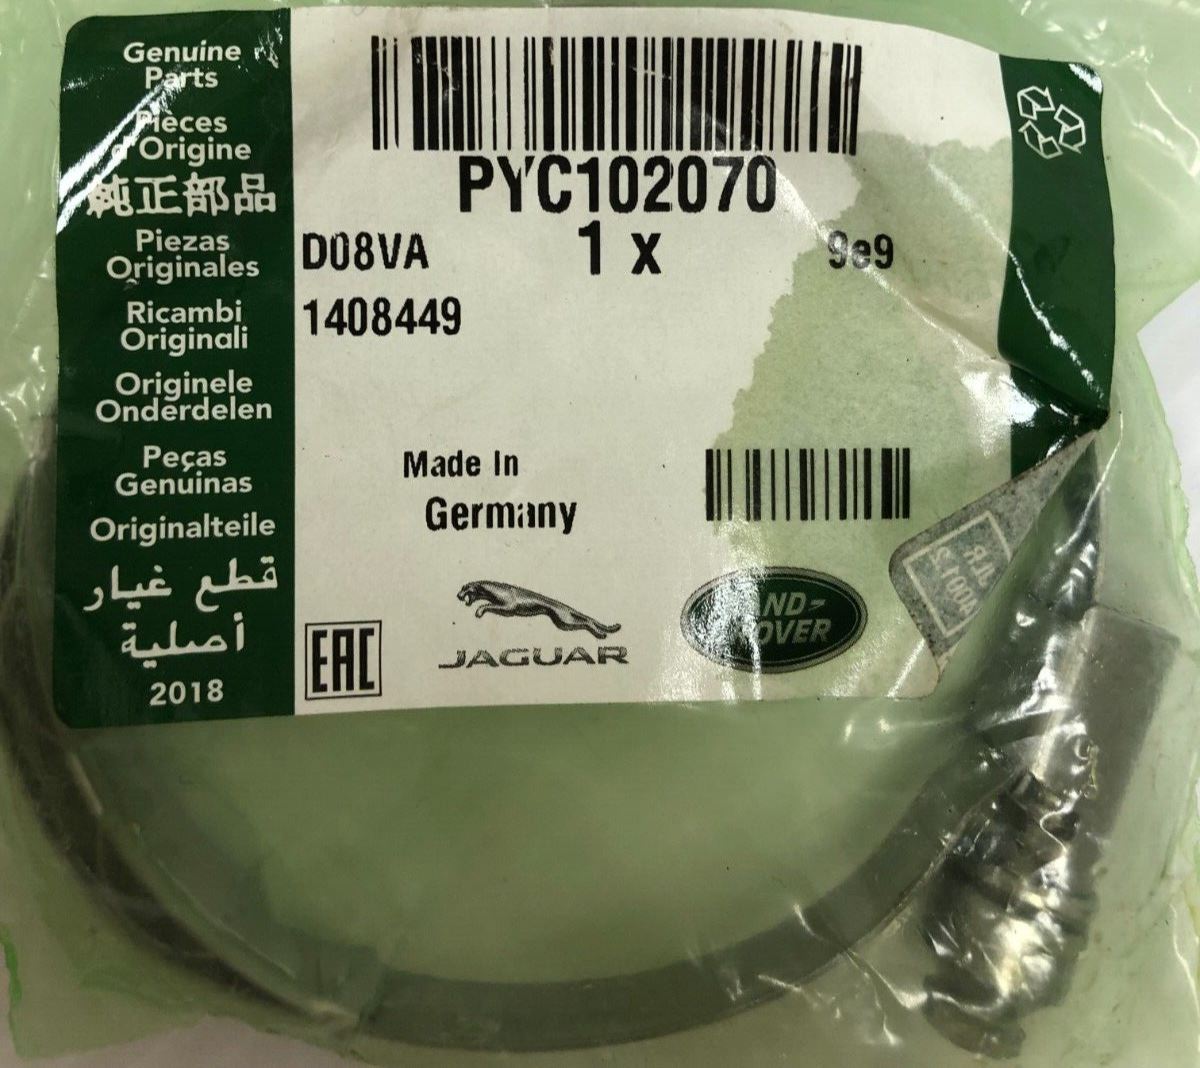 Genuine
Parts
Pièces
d'Origine
純正部品
Piezas
Originales
Ricambi
Originali
Originele
Onderdelen
Peças
Genuinas
Originalteile
قطع غيار
أصلية
2018
PYC102070
D08VA
1 x
9e9
1408449
Made In
Germany
EAC
JAGUAR
LAND-
ROVER